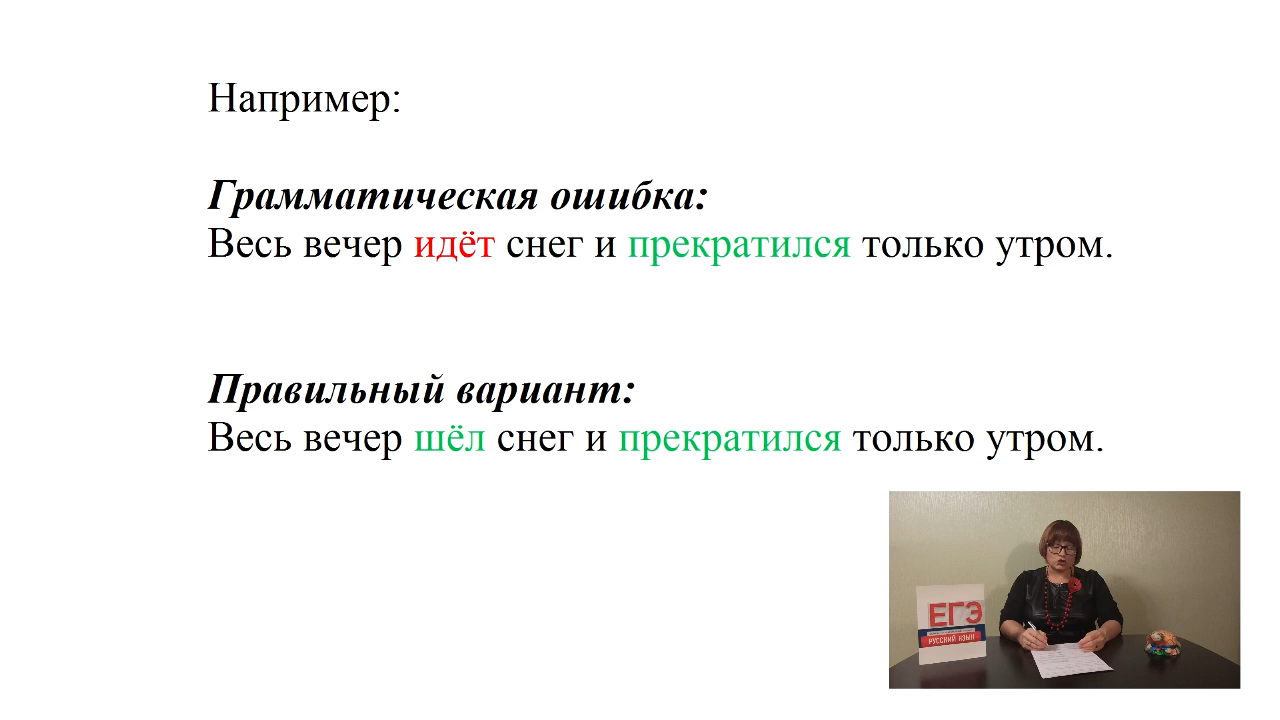 Например:
Грамматическая ошибка:
Весь вечер идёт снег и прекратился только утром.
Правильный вариант:
Весь вечер шёл снег и прекратился только утром.
ЕГЭ
РУССКИЙ ЯЗЫК